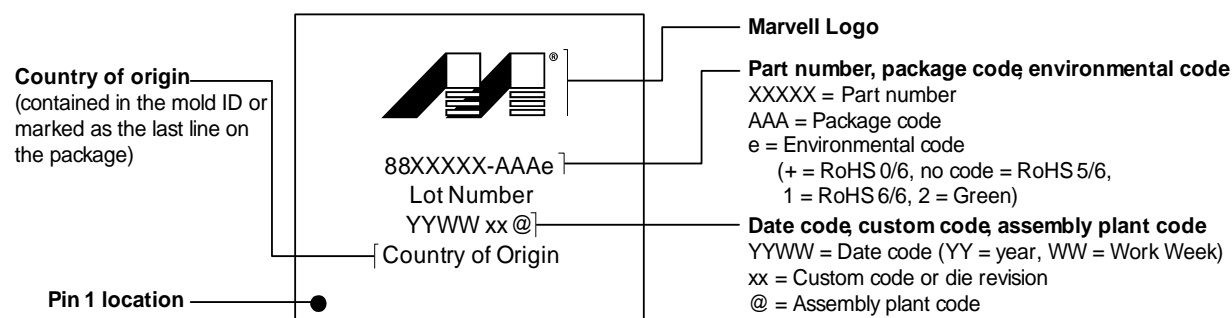 Marvell Logo
Country of origin
(contained in the mold ID or
marked as the last line on
the package)
®
88XXXXX-AAAe
Lot Number
YYWW xx @
Country of Origin
Pin 1 location
Part number, package code, environmental code
XXXXX = Part number
AAA = Package code
e = Environmental code
(+ = RoHS 0/6, no code = RoHS 5/6,
1 = RoHS 6/6, 2 = Green)
Date code, custom code, assembly plant code
YYWW = Date code (YY = year, WW = Work Week)
xx = Custom code or die revision
@ = Assembly plant code